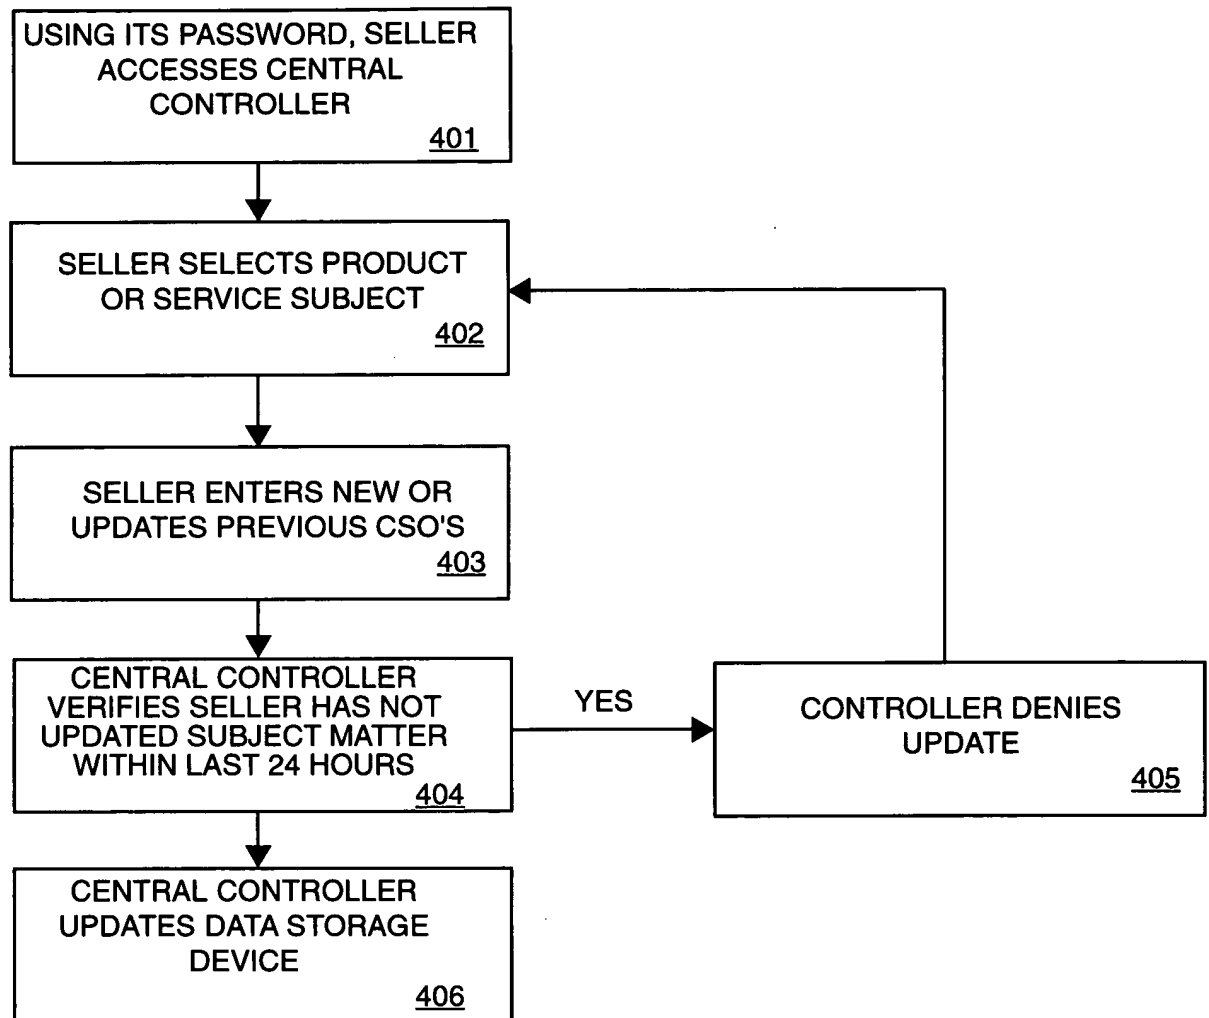 USING ITS PASSWORD, SELLER
ACCESSES CENTRAL
CONTROLLER
401
SELLER SELECTS PRODUCT
OR SERVICE SUBJECT
402
SELLER ENTERS NEW OR
UPDATES PREVIOUS CSO'S
403
CENTRAL CONTROLLER
VERIFIES SELLER HAS NOT
UPDATED SUBJECT MATTER
WITHIN LAST 24 HOURS
404
YES
CONTROLLER DENIES
UPDATE
405
CENTRAL CONTROLLER
UPDATES DATA STORAGE
DEVICE
406